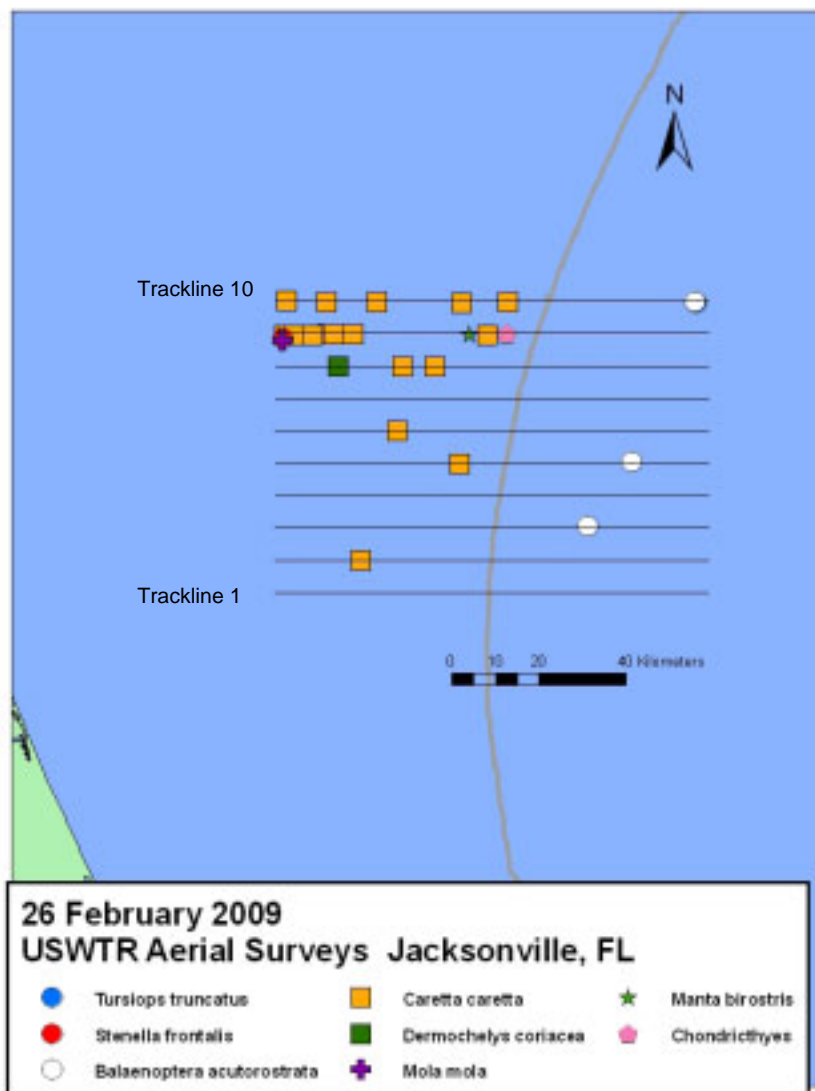 N
Trackline 10
Trackline 1
0 10 20 40 Kilometers
26 February 2009
USWTR Aerial Surveys Jacksonville, FL
Tursiops truncatus Caretta caretta Manta birostris
Stenella frontalis Dermochelys coriacea Chondricthyes
Balaenoptera acutorostrata Mola mola